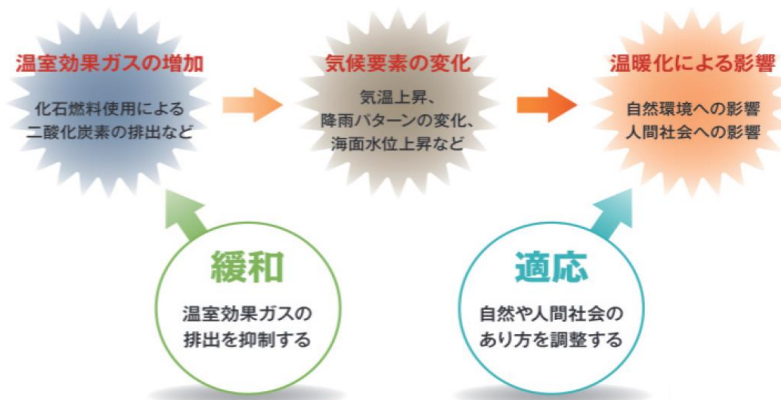 温室効果ガスの増加
化石燃料使用による
二酸化炭素の排出など
気候要素の変化
気温上昇、
降雨パターンの変化、
海面水位上昇など
温暖化による影響
自然環境への影響
人間社会への影響
緩和
温室効果ガスの
排出を抑制する
適応
自然や人間社会の
あり方を調整する